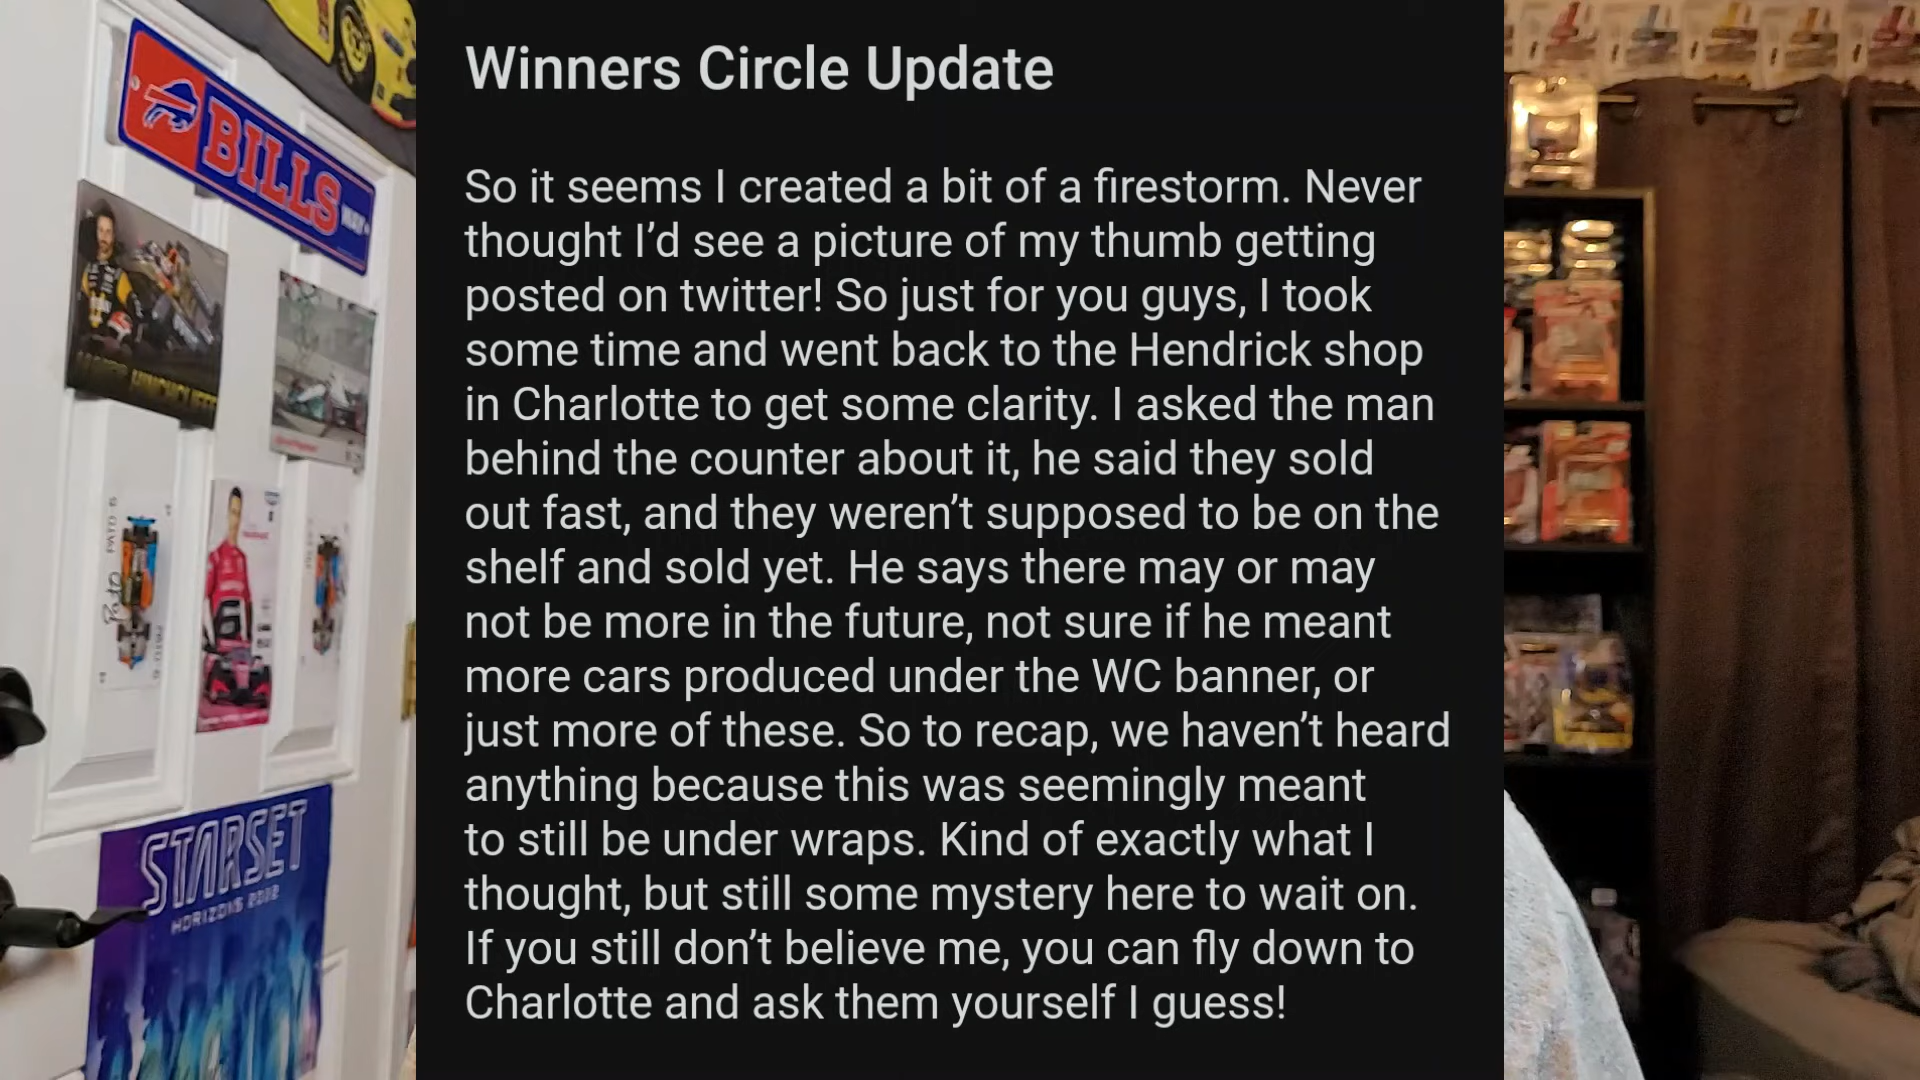 Winners Circle Update
So it seems I created a bit of a firestorm. Never
thought I’d see a picture of my thumb getting
posted on twitter! So just for you guys, I took
some time and went back to the Hendrick shop
in Charlotte to get some clarity. I asked the man
behind the counter about it, he said they sold
out fast, and they weren’t supposed to be on the
shelf and sold yet. He says there may or may
not be more in the future, not sure if he meant
more cars produced under the WC banner, or
just more of these. So to recap, we haven’t heard
anything because this was seemingly meant
to still be under wraps. Kind of exactly what I
thought, but still some mystery here to wait on.
If you still don’t believe me, you can fly down to
Charlotte and ask them yourself I guess!
BILLS
HINCHCLIFFE
STARSET
HORIZONS